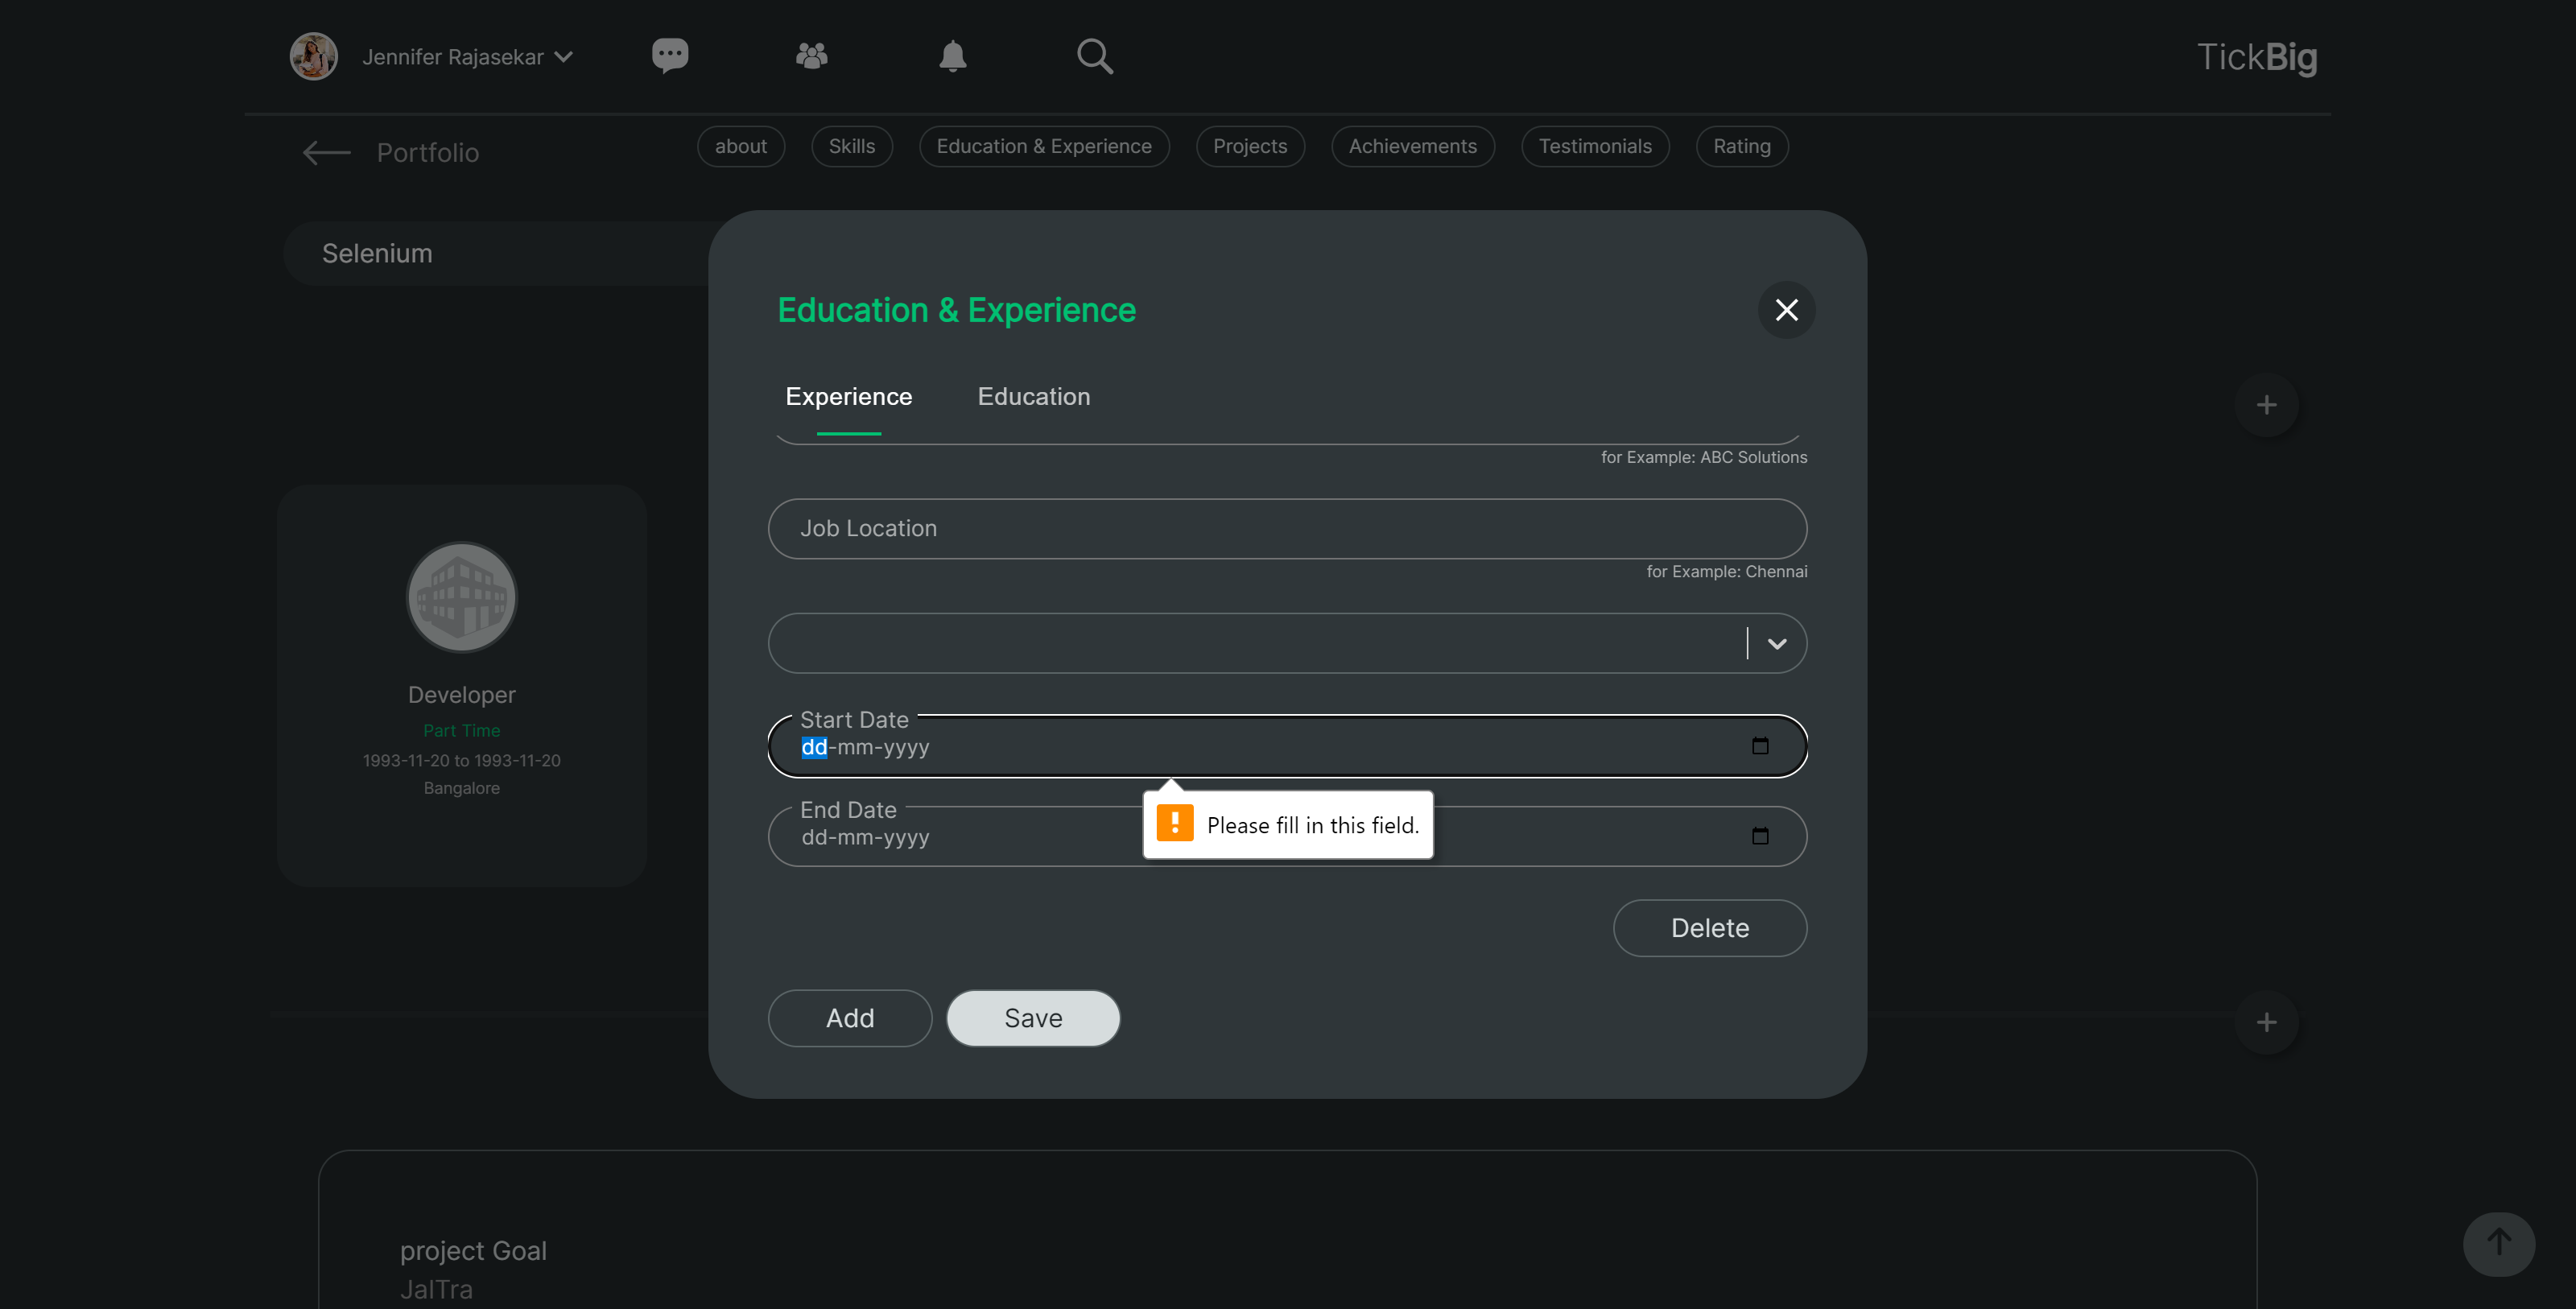 Jennifer Rajasekar
TickBig
Portfolio
about
Skills
Education & Experience
Projects
Achievements
Testimonials
Rating
Selenium
Education & Experience
Experience
Education
for Example: ABC Solutions
Job Location
for Example: Chennai
Developer
Part Time
1993-11-20 to 1993-11-20
Bangalore
Start Date
dd-mm-yyyy
Please fill in this field.
End Date
dd-mm-yyyy
Delete
Add
Save
project Goal
JalTra